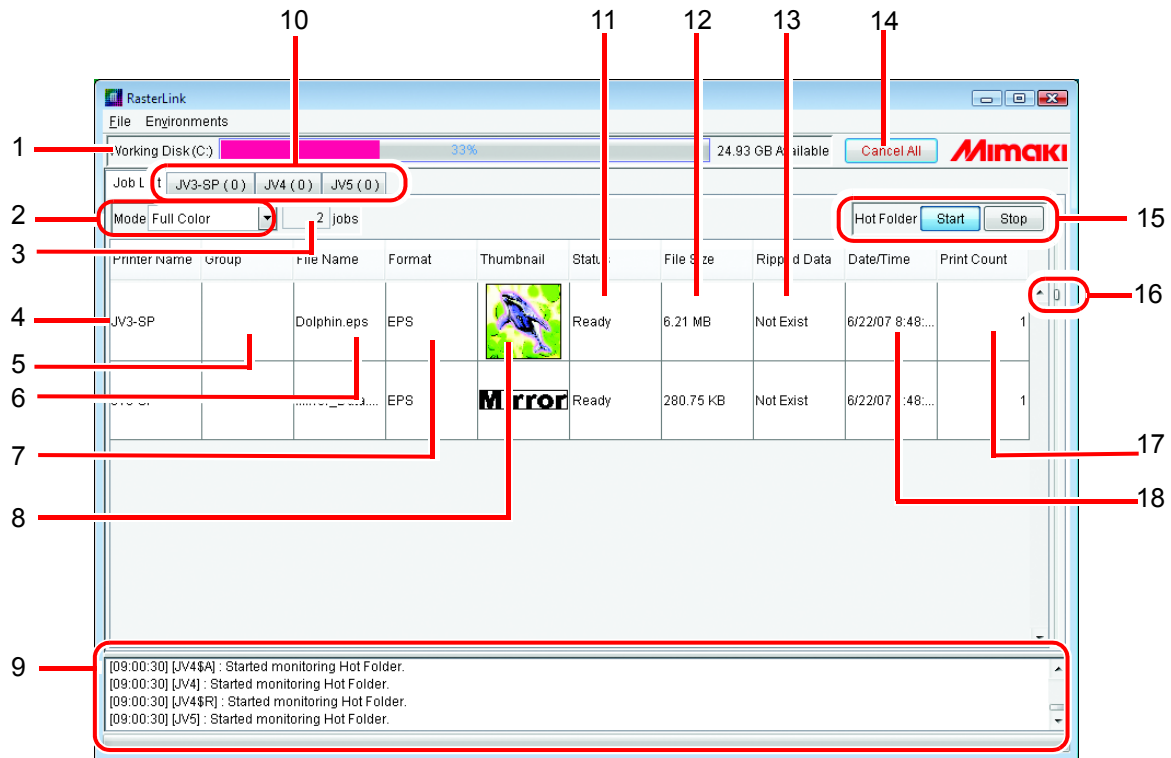 10 11 12 13 14
RasterLink
File Environments
1
Working Disk (C:) 33% 24.93 GB Available Cancel All Mimaki
JV3-SP ( 0 ) JV4 ( 0 ) JV5 ( 0 )
2
Mode Full Color 2 jobs Hot Folder Start Stop
15
3
Printer Name Group File Name Format Thumbnail Status File Size Ripped Data Date/Time Print Count
16
4
JV3-SP Dolphin.eps EPS Ready 6.21 MB Not Exist 6/22/07 8:48:... 1
5
6
EPS Mirror Ready 280.75 KB Not Exist 6/22/07 :48:... 1
7
17
8
18
9
[09:00:30] [JV4$A] : Started monitoring Hot Folder.
[09:00:30] [JV4] : Started monitoring Hot Folder.
[09:00:30] [JV4$R] : Started monitoring Hot Folder.
[09:00:30] [JV5] : Started monitoring Hot Folder.